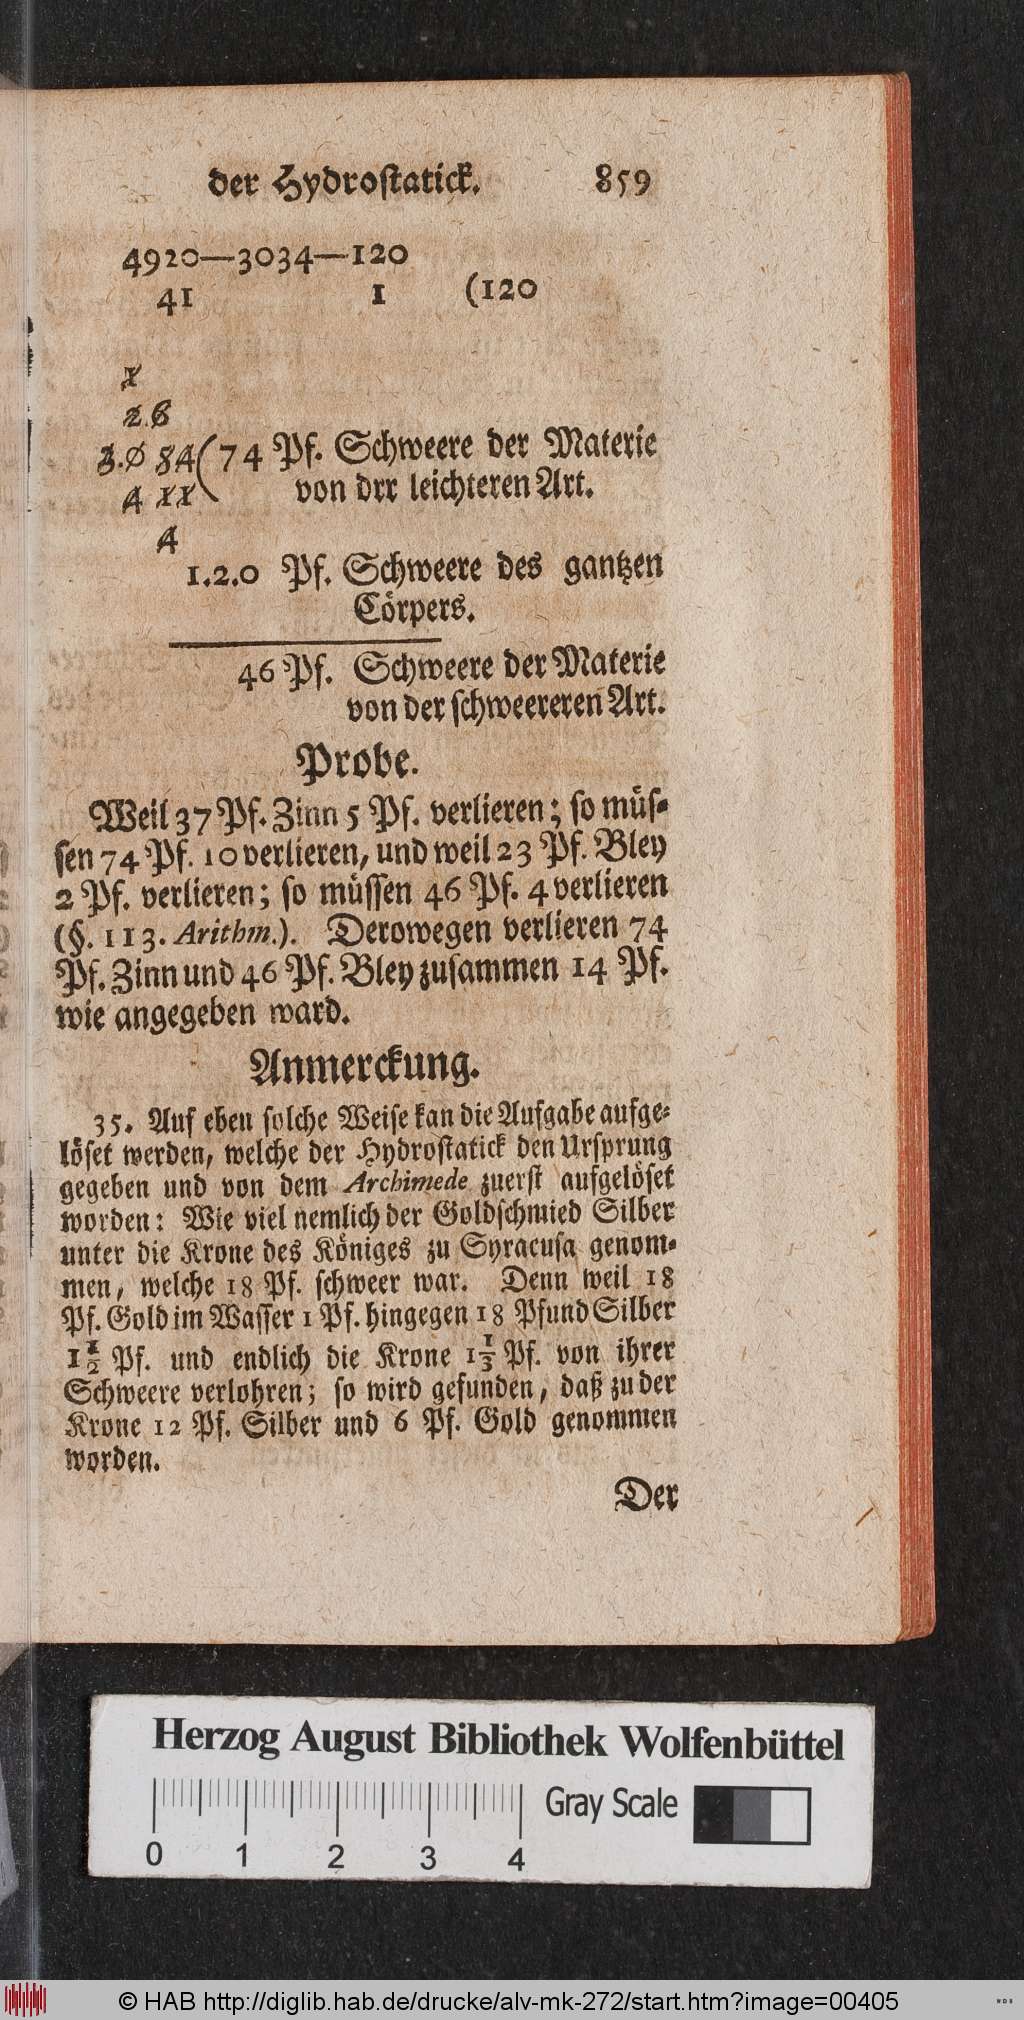 der Hydrostatick. 859
4920—3034—120
41 1 (120
1
2 6
3.0 3 4 (74 Pf. Schweere der Materie
4 1 1 von drr leichteren Art.
4
1.2.0 Pf. Schweere des gantzen
Cörpers.
46 Pf. Schweere der Materie
von der schweereren Art.
Probe.
Weil 37 Pf. Zinn 5 Pf. verlieren; so müs-
sen 74 Pf. 10 verlieren, und weil 23 Pf. Bley
2 Pf. verlieren; so müssen 46 Pf. 4 verlieren
(§. 113. Arithm.). Derowegen verlieren 74
Pf. Zinn und 46 Pf. Bley zusammen 14 Pf.
wie angegeben ward.
Anmerckung.
35. Auf eben solche Weise kan die Aufgabe aufge-
löset werden, welche der Hydrostatick den Ursprung
gegeben und von dem Archimede zuerst aufgelöset
worden: Wie viel nemlich der Goldschmied Silber
unter die Krone des Königes zu Syracusa genom-
men, welche 18 Pf. schweer war. Denn weil 18
Pf. Gold im Wasser 1 Pf. hingegen 18 Pfund Silber
1 1/2 Pf. und endlich die Krone 1 1/3 Pf. von ihrer
Schweere verlohren; so wird gefunden, daß zu der
Krone 12 Pf. Silber und 6 Pf. Gold genommen
worden.
Der
Herzog August Bibliothek Wolfenbüttel
Gray Scale
0 1 2 3 4
© HAB http://diglib.hab.de/drucke/alv-mk-272/start.htm?image=00405